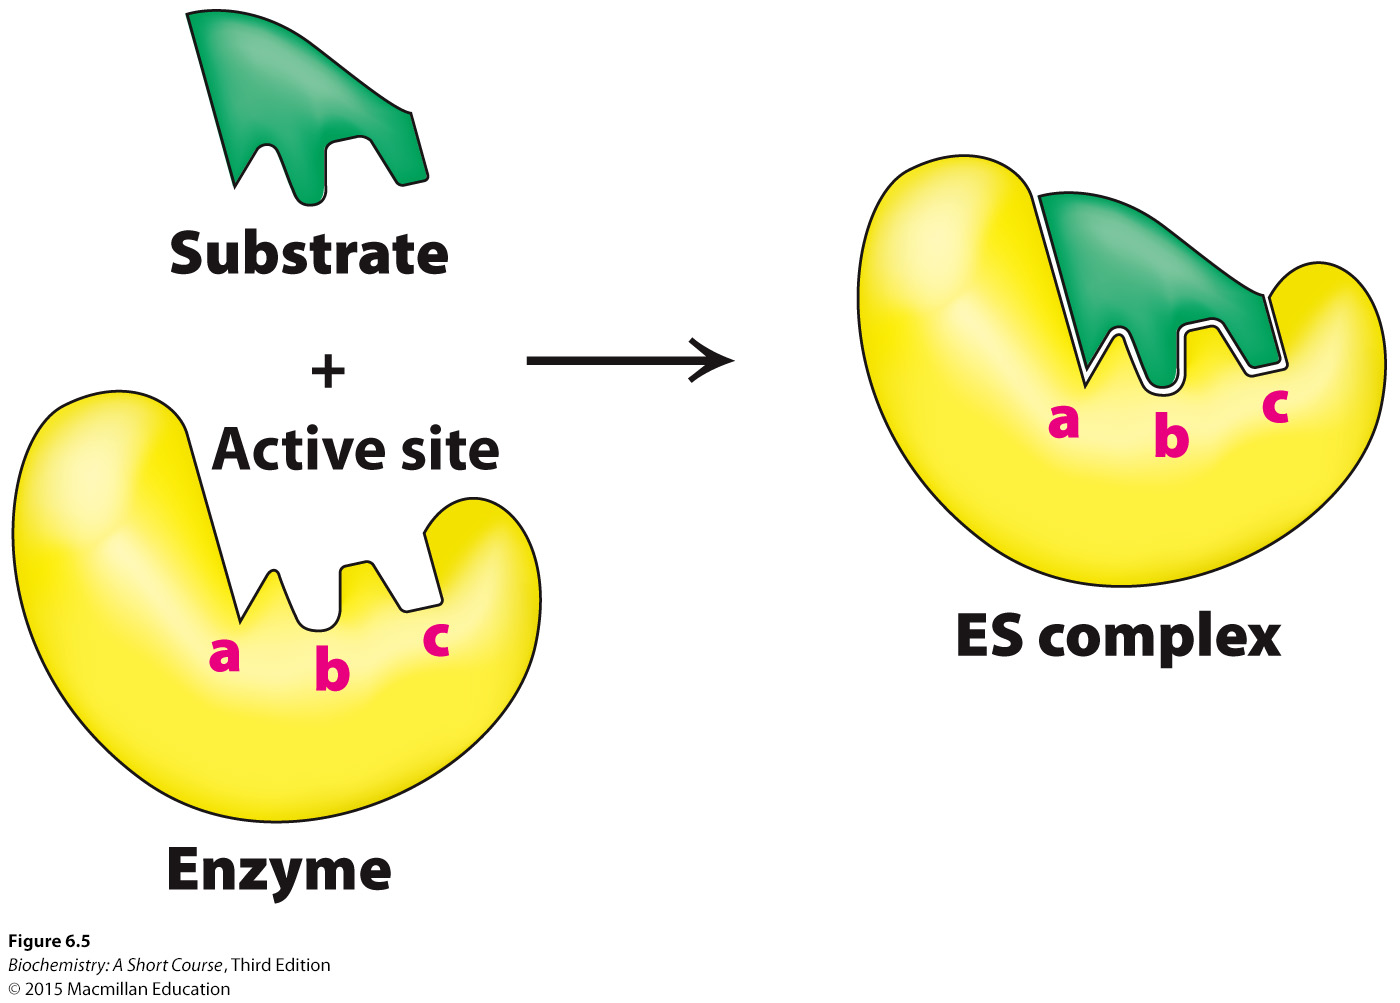 Substrate
+
Active site
a
b
c
Enzyme
a
b
c
ES complex
Figure 6.5
Biochemistry: A Short Course, Third Edition
© 2015 Macmillan Education